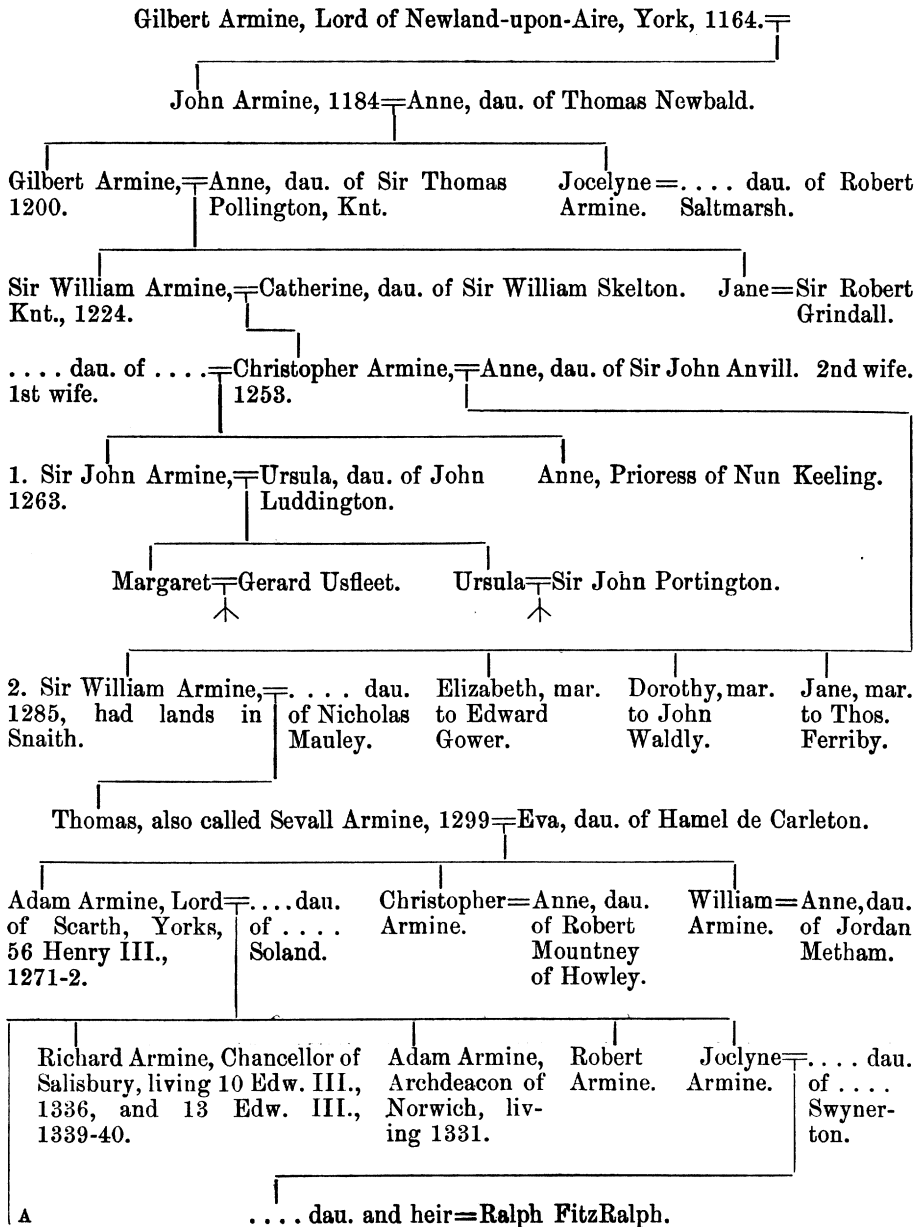 Gilbert Armine, Lord of Newland-upon-Aire, York, 1164.
John Armine, 1184=Anne, dau. of Thomas Newbald.
Gilbert Armine,=Anne, dau. of Sir Thomas
1200. Pollington, Knt.
Jocelyne=.... dau. of Robert
Armine. Saltmarsh.
Sir William Armine,=Catherine, dau. of Sir William Skelton.
Knt., 1224.
Jane=Sir Robert
Grindall.
.... dau. of ....=Christopher Armine,=Anne, dau. of Sir John Anvill. 2nd wife.
1st wife. 1253.
1. Sir John Armine,=Ursula, dau. of John
1263. Luddington.
Anne, Prioress of Nun Keeling.
Margaret=Gerard Usfleet.
Ursula=Sir John Portington.
2. Sir William Armine,=
1285, had lands in
Snaith.
.... dau.
of Nicholas
Mauley.
Elizabeth, mar.
to Edward
Gower.
Dorothy, mar.
to John
Waldly.
Jane, mar.
to Thos.
Ferriby.
Thomas, also called Sevall Armine, 1299=Eva, dau. of Hamel de Carleton.
Adam Armine, Lord=
of Scarth, Yorks,
56 Henry III.,
1271-2.
....dau.
of ....
Soland.
Christopher=
Armine.
Anne, dau.
of Robert
Mountney
of Howley.
William=
Armine.
Anne, dau.
of Jordan
Metham.
Richard Armine, Chancellor of
Salisbury, living 10 Edw. III.,
1336, and 13 Edw. III.,
1339-40.
Adam Armine,
Archdeacon of
Norwich, liv-
ing 1331.
Robert
Armine.
Joclyne=
Armine.
.... dau.
of ....
Swyner-
ton.
A
.... dau. and heir=Ralph FitzRalph.